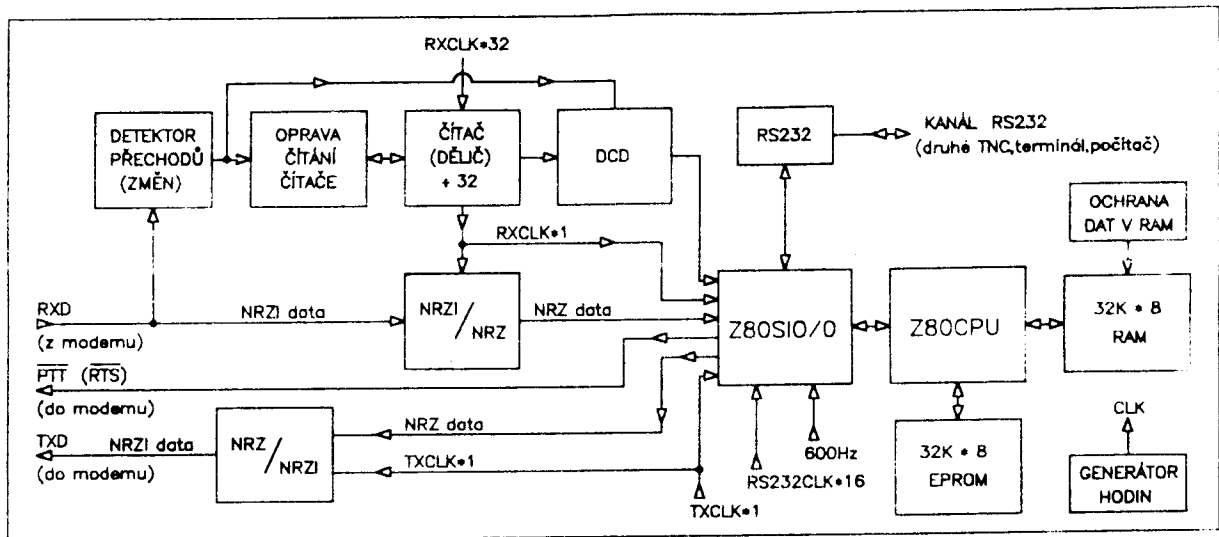 RXCLK*32
DETEKTOR
PŘECHODŮ
(ZMĚN)
OPRAVA
ČÍTÁNÍ
ČÍTAČE
ČÍTAČ
(DĚLIČ)
÷ 32
DCD
RS232
KANÁL RS232
(druhé TNC,terminál,počítač)
OCHRANA
DAT V RAM
RXCLK*1
RXD
(z modemu)
NRZI data
NRZI/NRZ
NRZ data
Z80SIO/0
Z80CPU
32K * 8
RAM
PTT (RTS)
(do modemu)
TXD
(do modemu)
NRZI data
NRZ/NRZI
NRZ data
TXCLK*1
TXCLK*1
RS232CLK*16
600Hz
32K * 8
EPROM
CLK
GENERÁTOR
HODIN